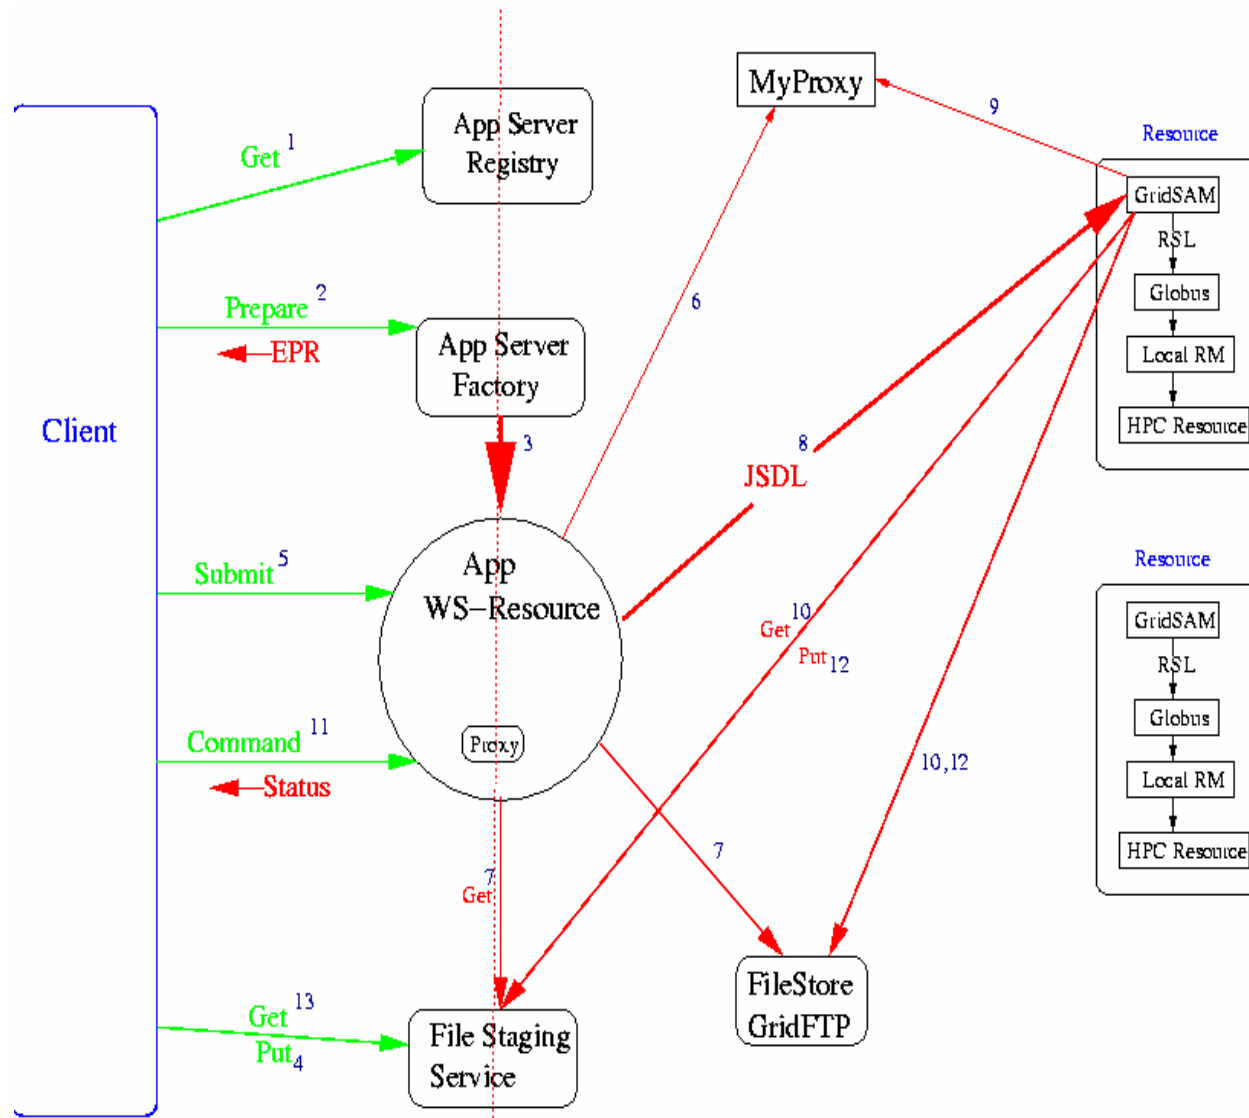 MyProxy
9
Resource
App Server
Registry
Get 1
GridSAM
RSL
Globus
Local RM
HPC Resource
6
Prepare 2
EPR
App Server
Factory
Client
3
8
JSDL
Submit 5
App
WS-Resource
Resource
GridSAM
RSL
Globus
Local RM
HPC Resource
Get 10
Put 12
Command 11
Status
Proxy
10,12
7
Get
7
FileStore
GridFTP
Get 13
Put 4
File Staging
Service